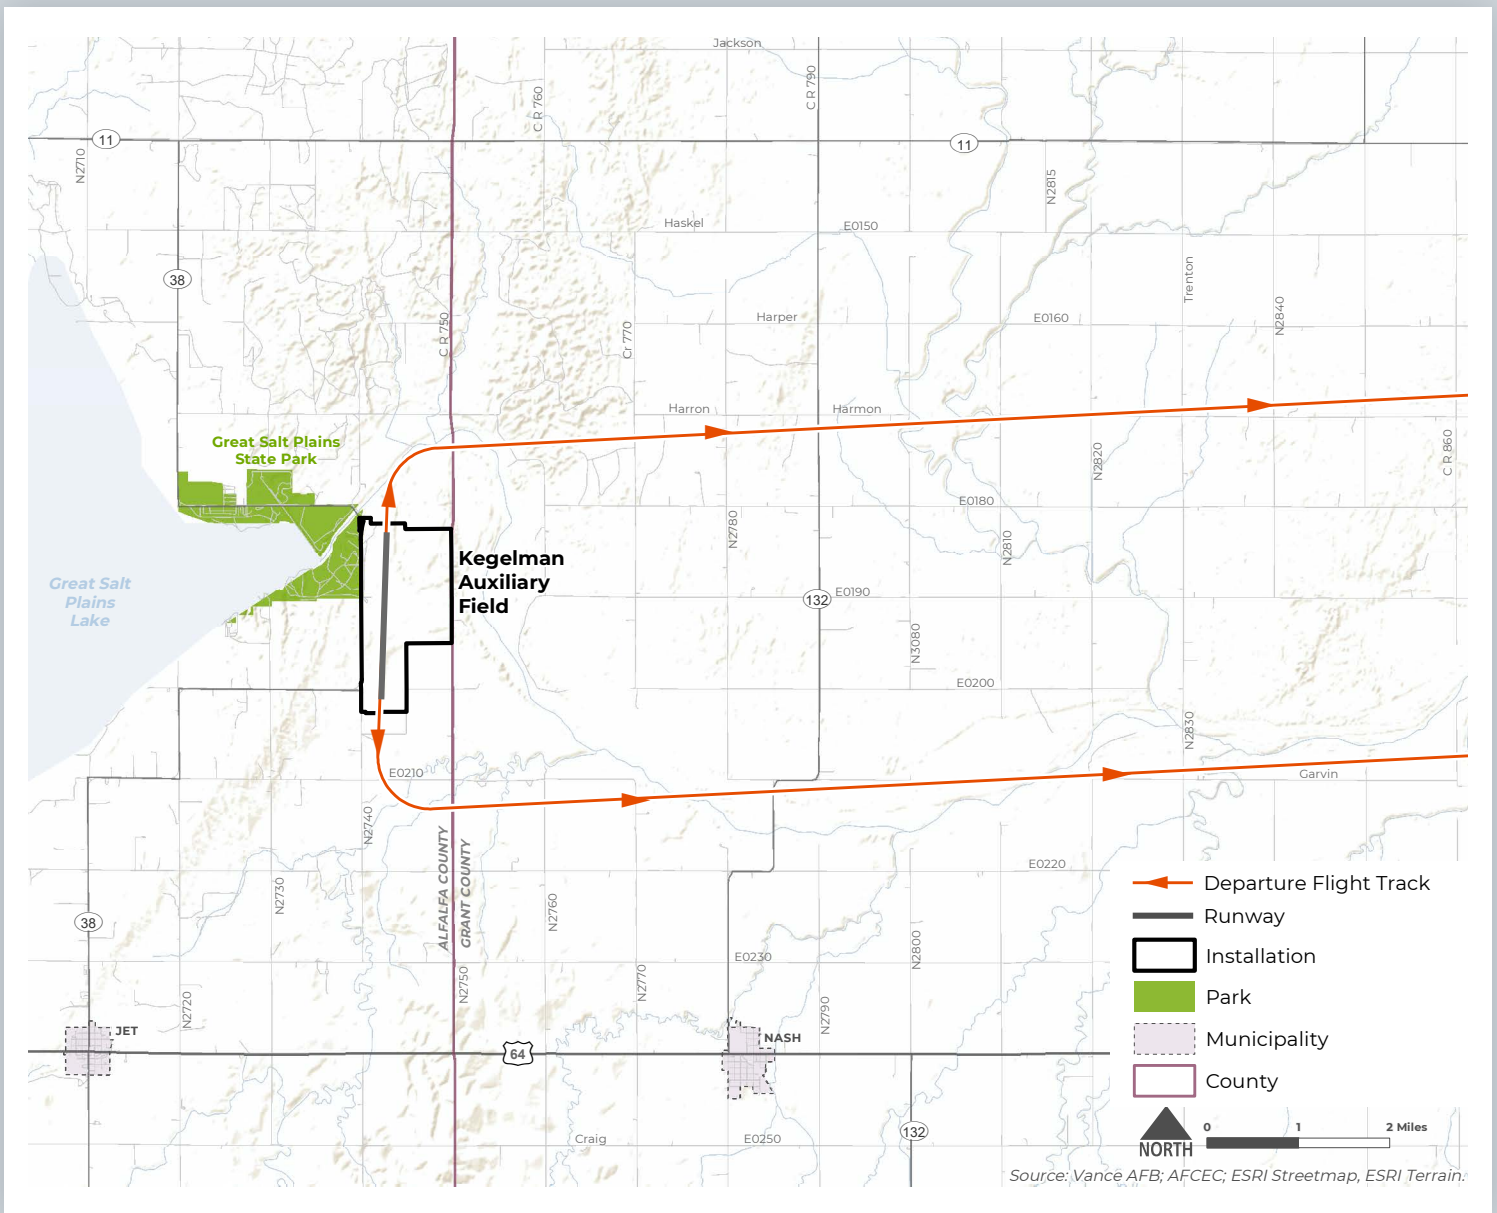 Jackson
C R 760
C R 790
11
11
N2710
N2815
Haskel
E0150
38
Trenton
C R 750
Cr 770
Harper
E0160
N2840
Harron
Harmon
Great Salt Plains
State Park
N2820
C R 860
E0180
N2780
N2810
Kegelman
Auxiliary
Field
Great Salt
Plains
Lake
132
E0190
N3080
E0200
N2830
E0210
Garvin
N2740
ALFALFA COUNTY
GRANT COUNTY
E0220
N2730
N2760
38
N2800
E0230
N2750
N2770
N2720
N2790
JET
NASH
64
Craig
E0250
132
Departure Flight Track
Runway
Installation
Park
Municipality
County
NORTH
0 1 2 Miles
Source: Vance AFB; AFCEC; ESRI Streetmap, ESRI Terrain.